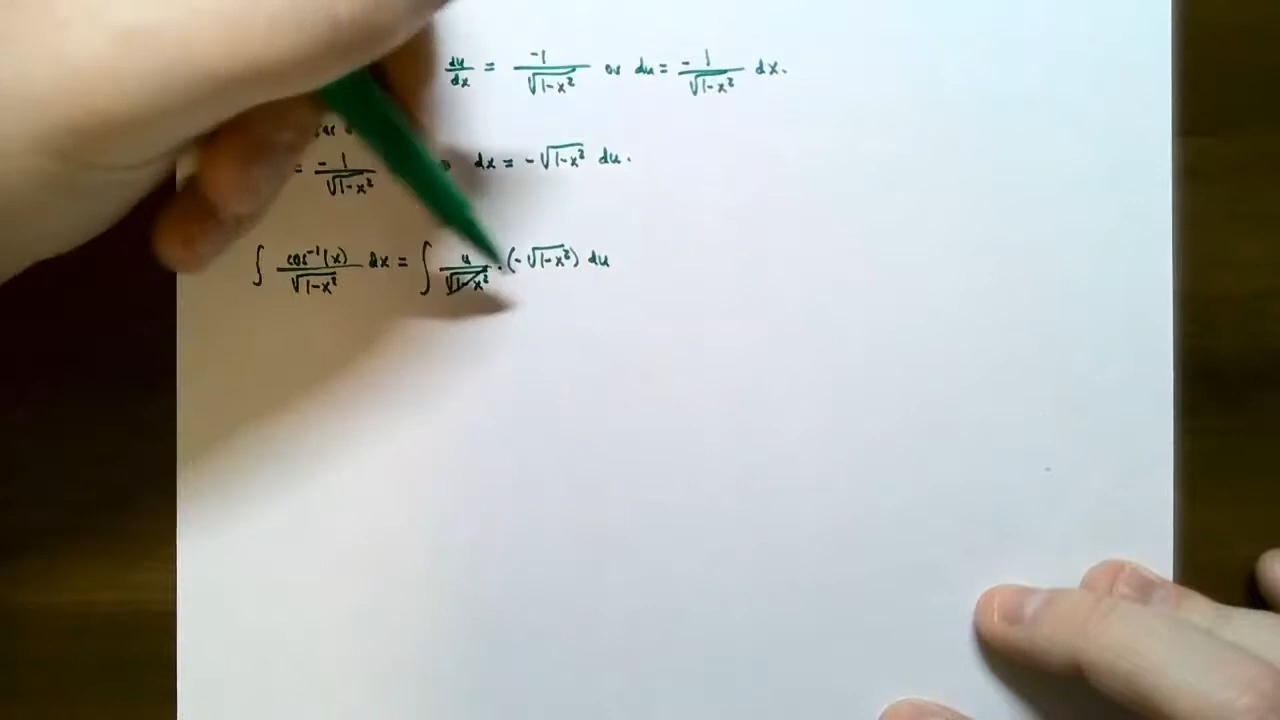 du/dx = -1/√(1-x²) or du = -1/√(1-x²) dx.
= -1/√(1-x²) dx = -√(1-x²) du.
∫ cos⁻¹(x)/√(1-x²) dx = ∫ u/√(1-x²) · (-√(1-x²)) du